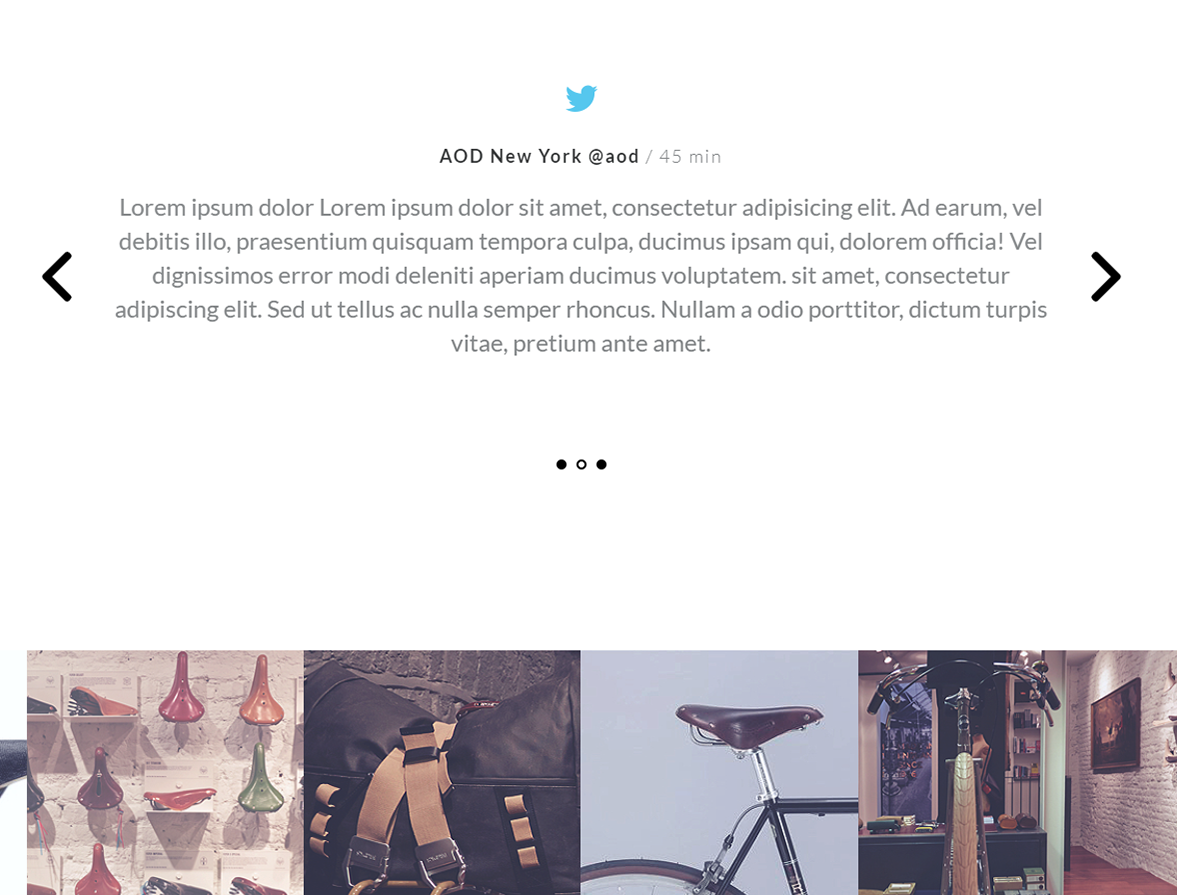 AOD New York @aod / 45 min
Lorem ipsum dolor Lorem ipsum dolor sit amet, consectetur adipisicing elit. Ad earum, vel
debitis illo, praesentium quisquam tempora culpa, ducimus ipsam qui, dolorem officia! Vel
dignissimos error modi deleniti aperiam ducimus voluptatem. sit amet, consectetur
adipiscing elit. Sed ut tellus ac nulla semper rhoncus. Nullam a odio porttitor, dictum turpis
vitae, pretium ante amet.